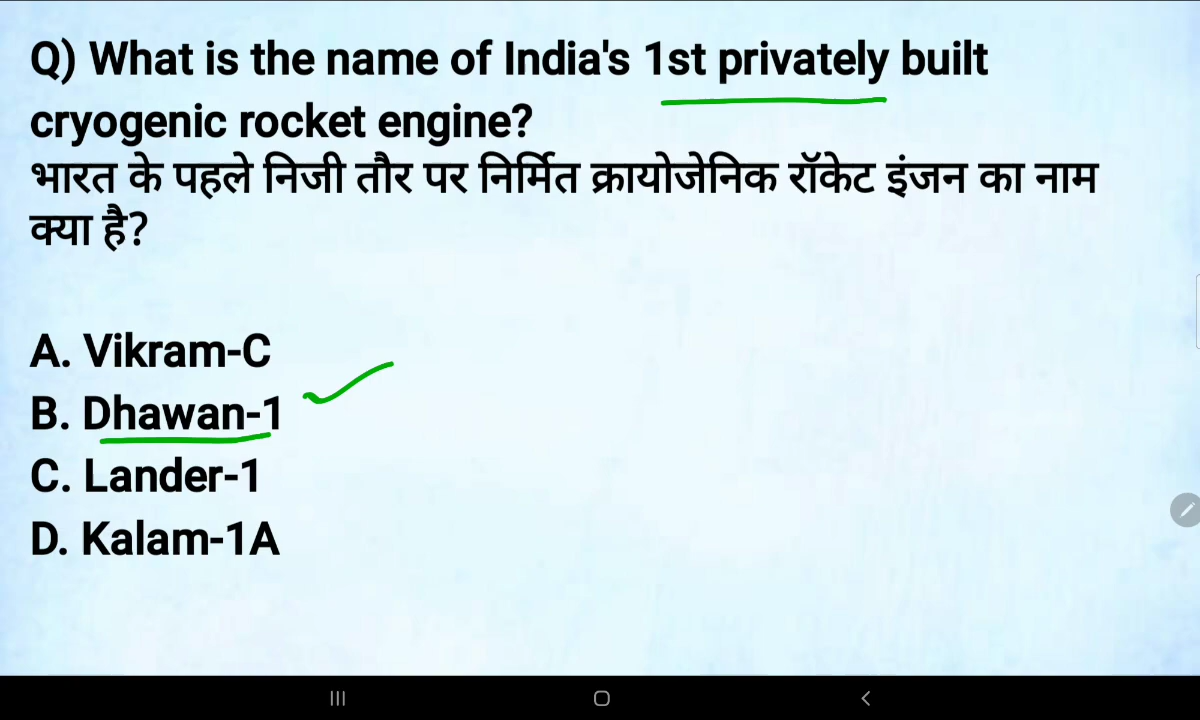 Q) What is the name of India's 1st privately built
cryogenic rocket engine?
भारत के पहले निजी तौर पर निर्मित क्रायोजेनिक रॉकेट इंजन का नाम
क्या है?
A. Vikram-C
B. Dhawan-1
C. Lander-1
D. Kalam-1A